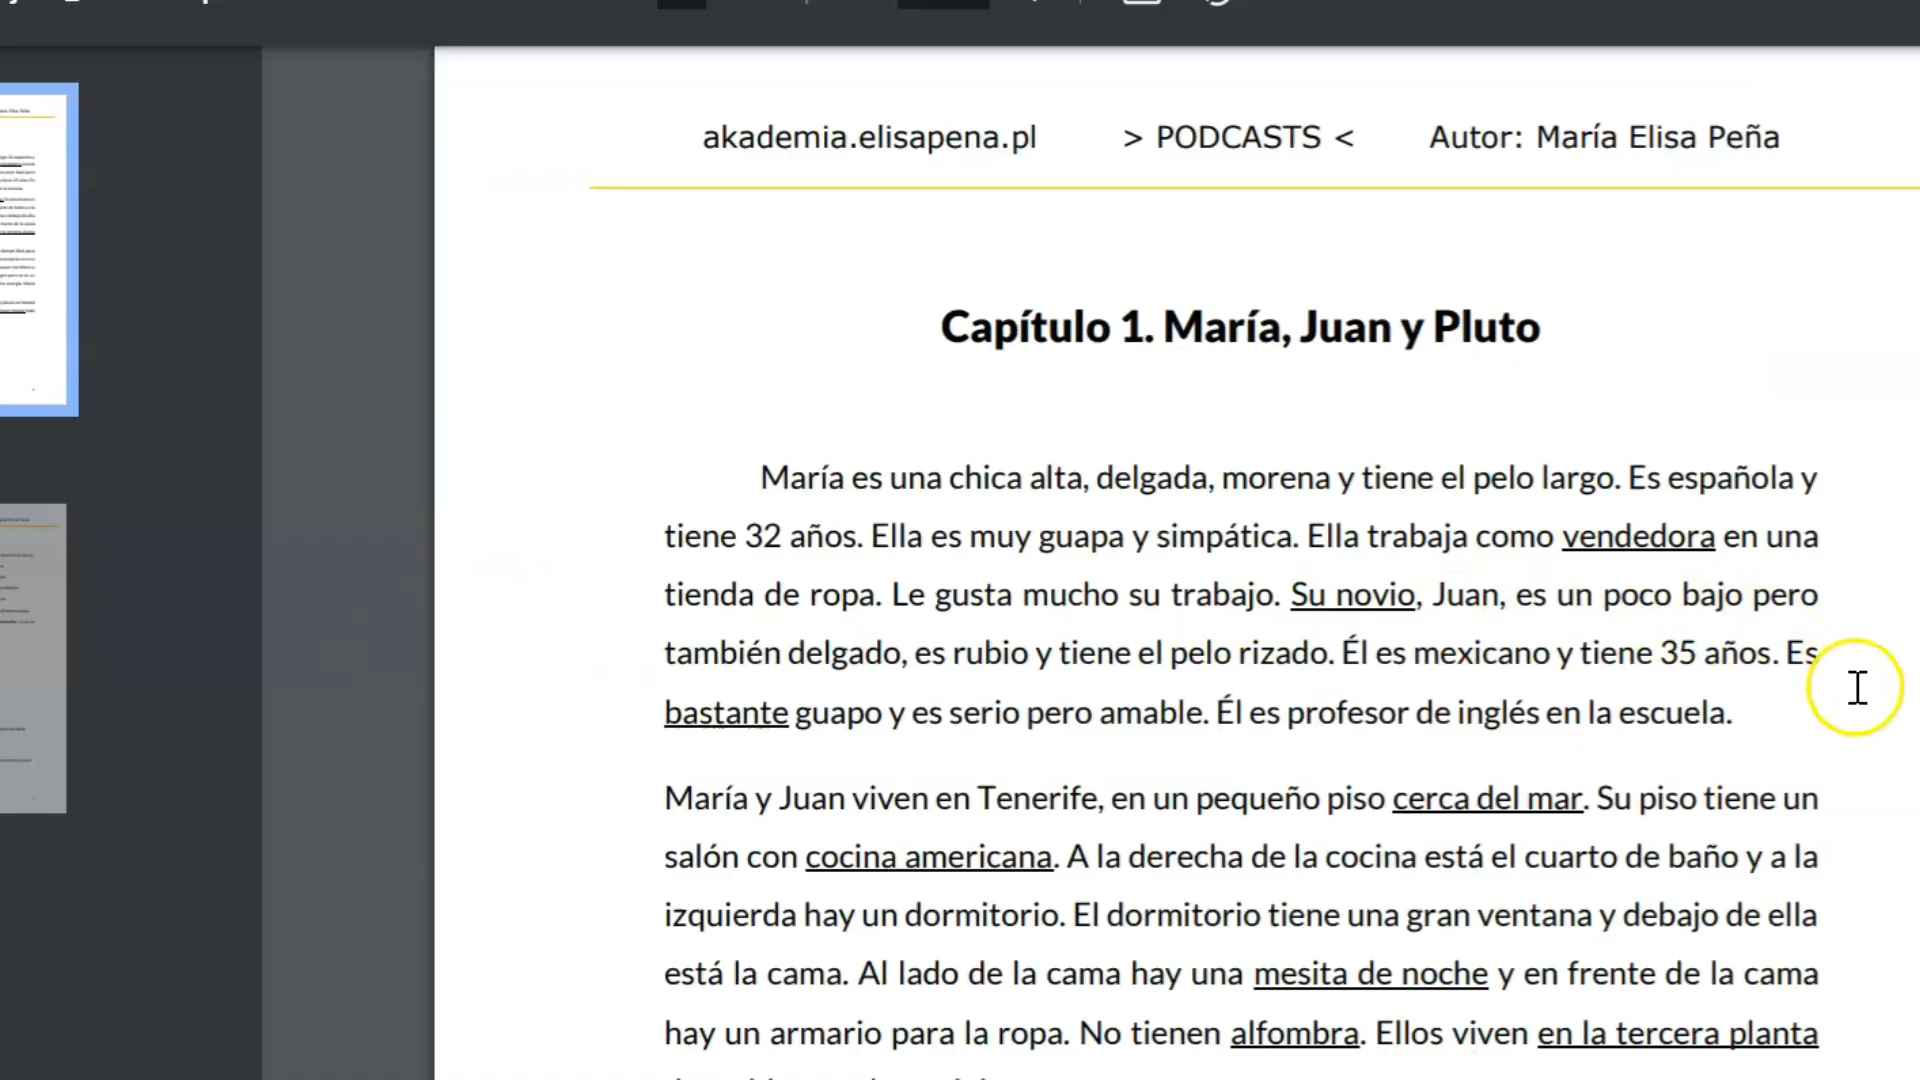 akademia.elisapena.pl > PODCASTS < Autor: María Elisa Peña
Capítulo 1. María, Juan y Pluto
María es una chica alta, delgada, morena y tiene el pelo largo. Es española y
tiene 32 años. Ella es muy guapa y simpática. Ella trabaja como vendedora en una
tienda de ropa. Le gusta mucho su trabajo. Su novio, Juan, es un poco bajo pero
también delgado, es rubio y tiene el pelo rizado. Él es mexicano y tiene 35 años. Es
bastante guapo y es serio pero amable. Él es profesor de inglés en la escuela.
María y Juan viven en Tenerife, en un pequeño piso cerca del mar. Su piso tiene un
salón con cocina americana. A la derecha de la cocina está el cuarto de baño y a la
izquierda hay un dormitorio. El dormitorio tiene una gran ventana y debajo de ella
está la cama. Al lado de la cama hay una mesita de noche y en frente de la cama
hay un armario para la ropa. No tienen alfombra. Ellos viven en la tercera planta